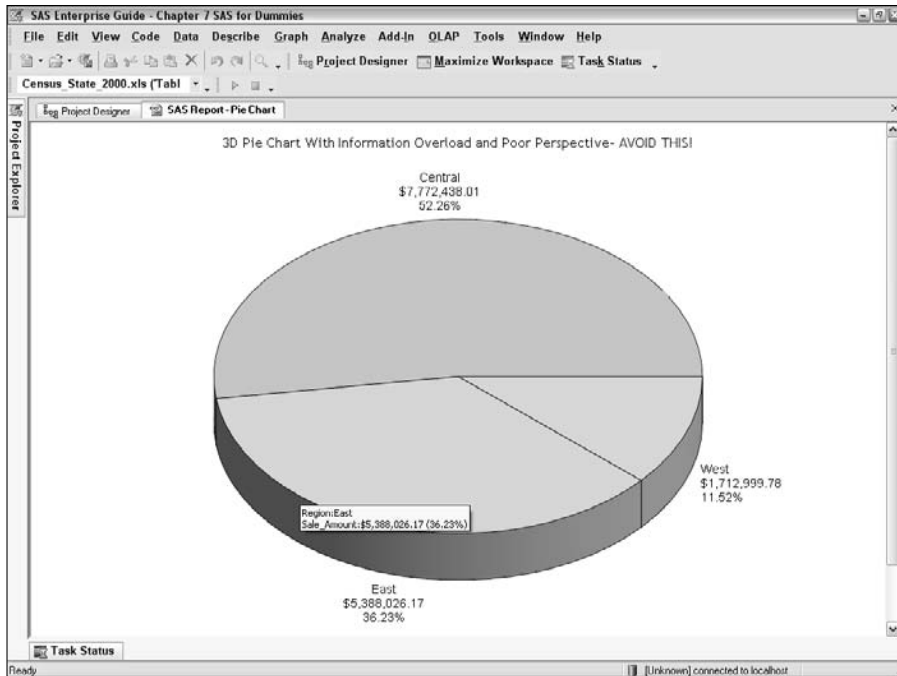 SAS Enterprise Guide - Chapter 7 SAS for Dummies
File Edit View Code Data Describe Graph Analyze Add-In OLAP Tools Window Help
Project Designer Maximize Workspace Task Status
Census_State_2000.xls ('Tabl
Project Designer SAS Report-Pie Chart
Project Explorer
3D Pie Chart With Information Overload and Poor Perspective- AVOID THIS!
Central
$7,772,438.01
52.26%
West
$1,712,999.78
11.52%
Region:East
Sale_Amount:$5,388,026.17 (36.23%)
East
$5,388,026.17
36.23%
Task Status
Ready
[Unknown] connected to localhost